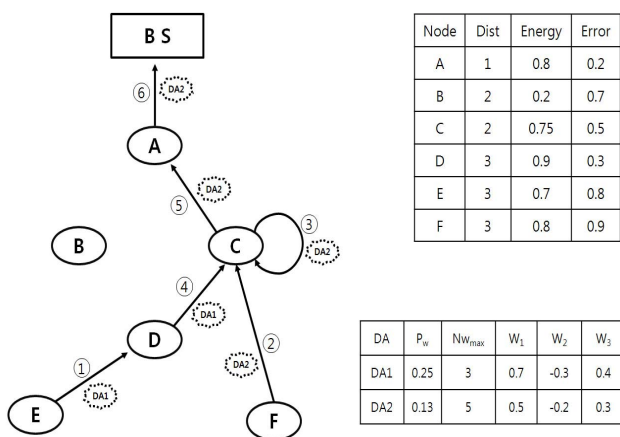 B S
⑥ DA2
A
DA2
⑤
③
B
C
DA2
④
DA1
D
②
①
DA2
DA1
E
F
Node Dist Energy Error
A 1 0.8 0.2
B 2 0.2 0.7
C 2 0.75 0.5
D 3 0.9 0.3
E 3 0.7 0.8
F 3 0.8 0.9
DA Pw Nwmax W1 W2 W3
DA1 0.25 3 0.7 -0.3 0.4
DA2 0.13 5 0.5 -0.2 0.3